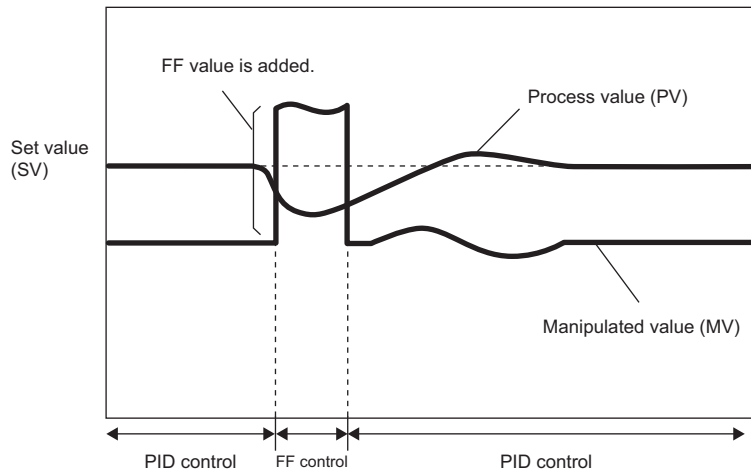 FF value is added.
Process value (PV)
Set value
(SV)
Manipulated value (MV)
PID control
FF control
PID control